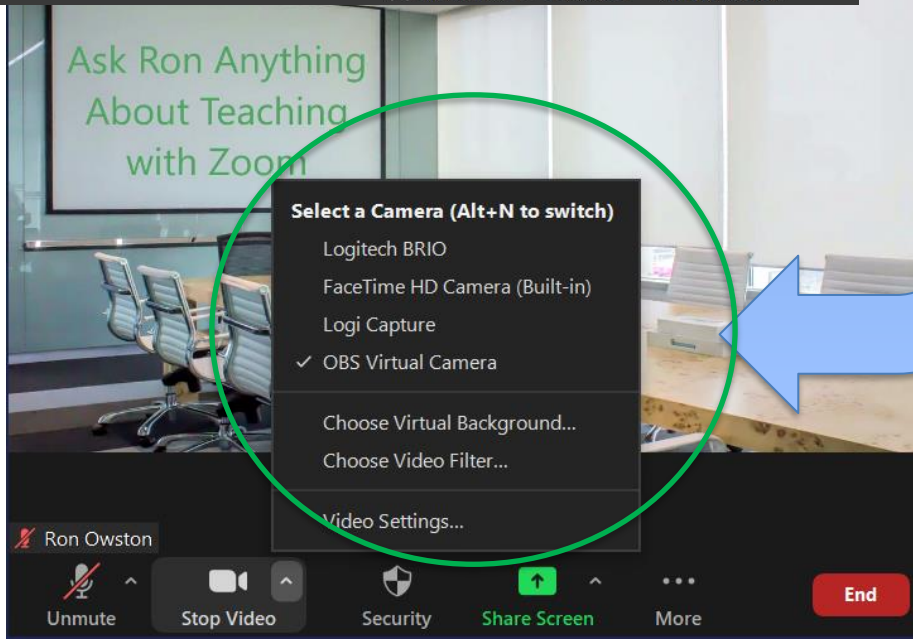 Ask Ron Anything
About Teaching
with Zoom
Select a Camera (Alt+N to switch)
Logitech BRIO
FaceTime HD Camera (Built-in)
Logi Capture
✓ OBS Virtual Camera
Choose Virtual Background...
Choose Video Filter...
Video Settings...
Ron Owston
Unmute
Stop Video
Security
Share Screen
More
End